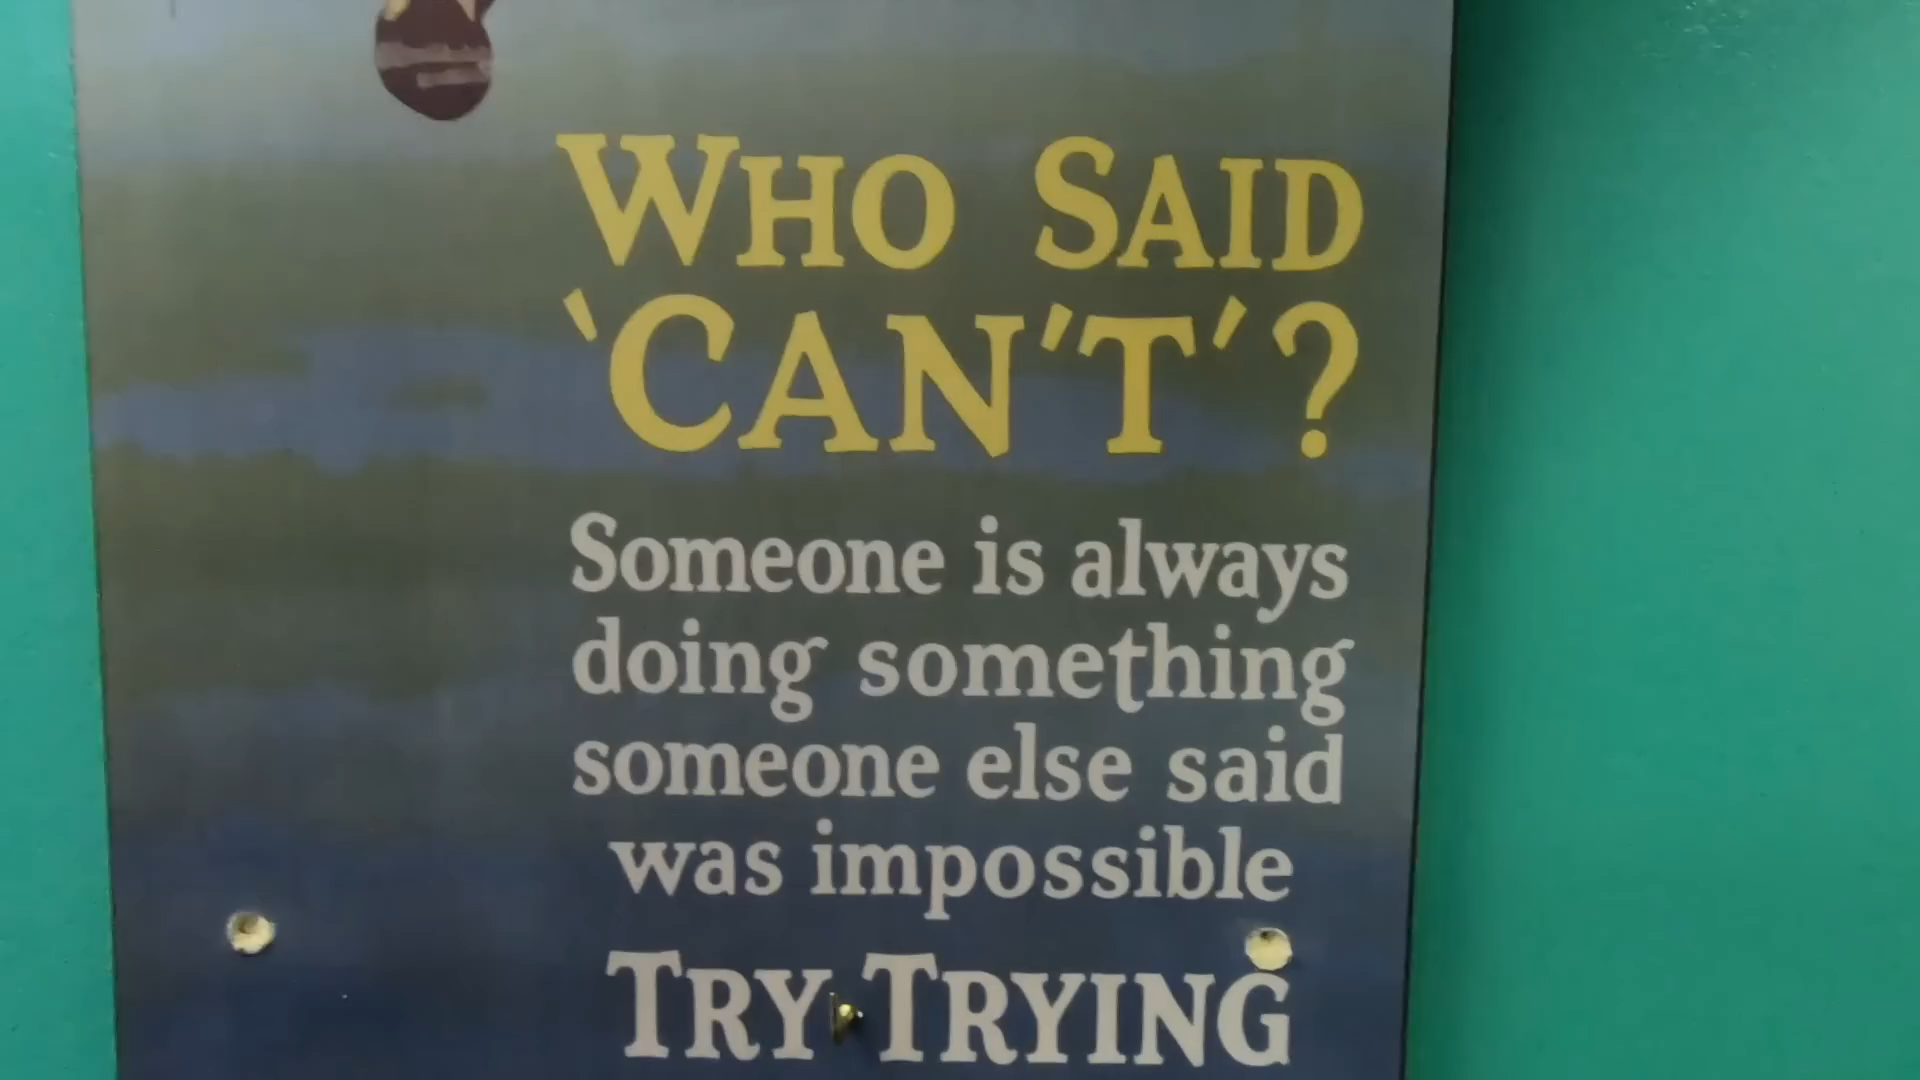 WHO SAID
‘CAN'T’?
Someone is always
doing something
someone else said
was impossible
TRY TRYING